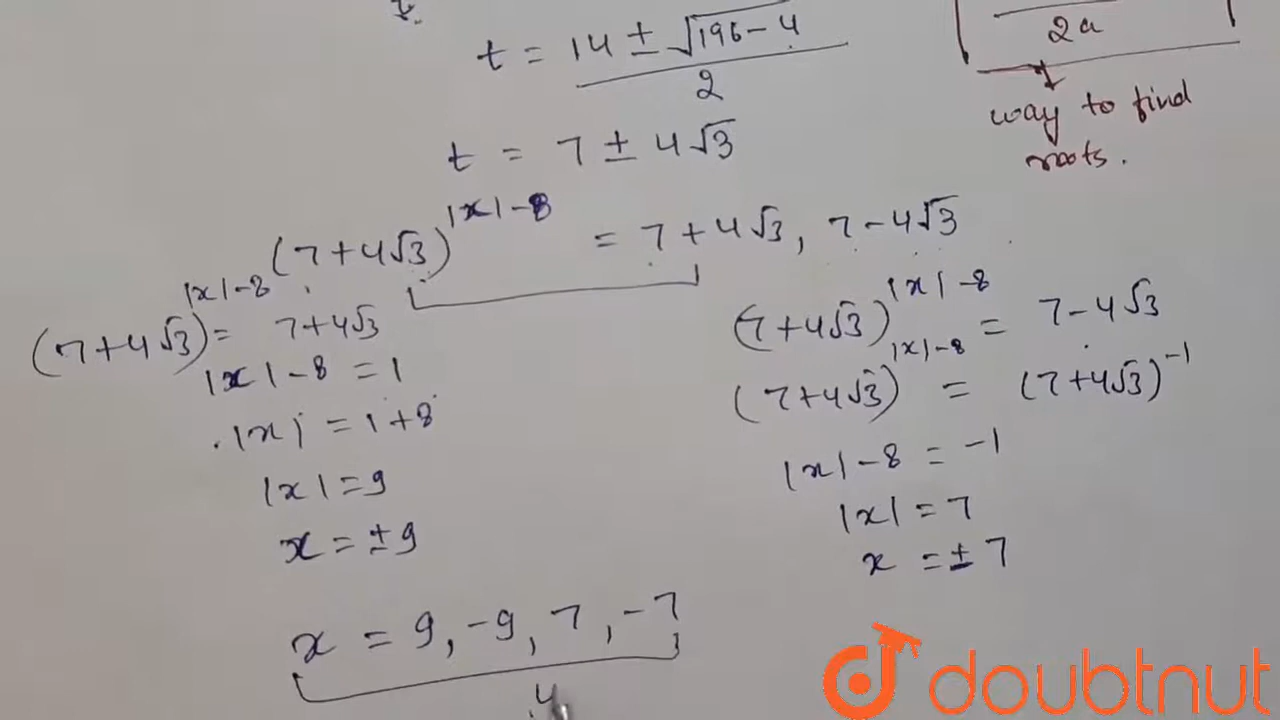 t = 14 ± √196 - 4
2
2a
way to find
roots.
t = 7 ± 4√3
(7+4√3)^|x|-8 = 7+4√3, 7-4√3
(7+4√3)^|x|-8 = 7+4√3
|x|-8 = 1
|x| = 1+8
|x| = 9
x = ±9
(7+4√3)^|x|-8 = 7-4√3
(7+4√3)^|x|-8 = (7+4√3)^-1
|x|-8 = -1
|x| = 7
x = ±7
x = 9, -9, 7, -7
4
doubtnut